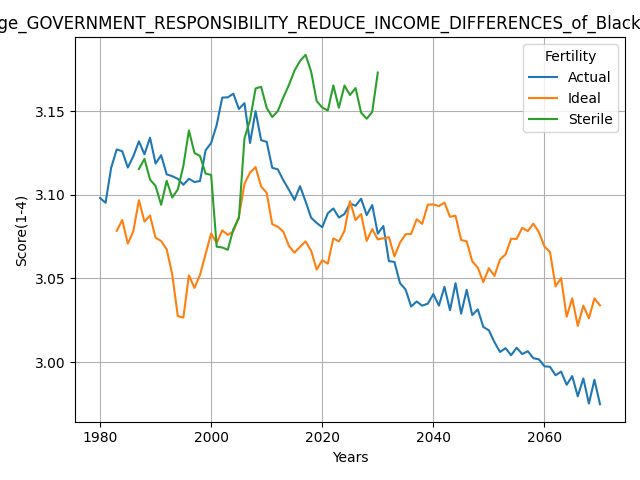 ge_GOVERNMENT_RESPONSIBILITY_REDUCE_INCOME_DIFFERENCES_of_Black
Fertility
Actual
Ideal
Sterile
Score(1-4)
3.15
3.10
3.05
3.00
1980 2000 2020 2040 2060
Years